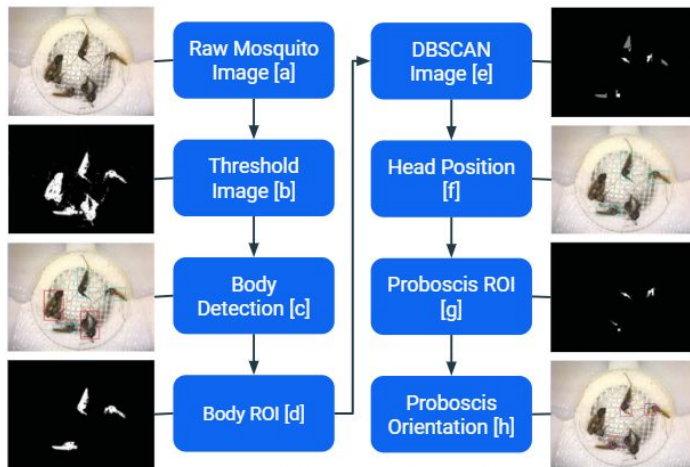 Raw Mosquito
Image [a]
Threshold
Image [b]
Body
Detection [c]
Body ROI [d]
DBSCAN
Image [e]
Head Position
[f]
Proboscis ROI
[g]
Proboscis
Orientation [h]